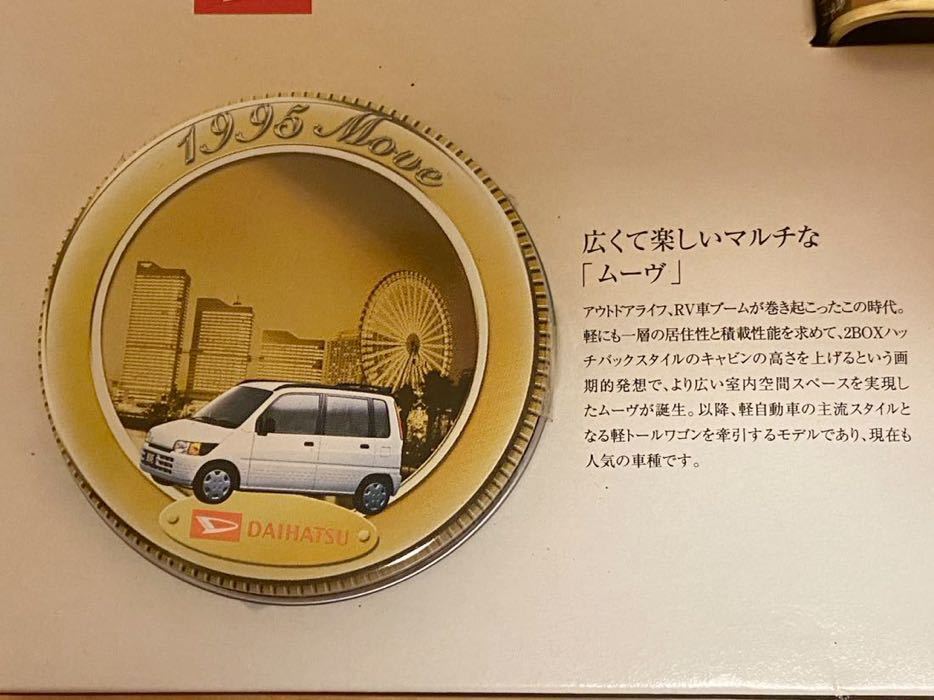 1995 Move
DAIHATSU
広くて楽しいマルチな
「ムーヴ」
アウトドアライフ、RV車ブームが巻き起こったこの時代。
軽にも一層の居住性と積載性能を求めて、2BOXハッ
チバックスタイルのキャビンの高さを上げるという画
期的発想で、より広い室内空間スペースを実現し
たムーヴが誕生。以降、軽自動車の主流スタイルと
なる軽トールワゴンを牽引するモデルであり、現在も
人気の車種です。